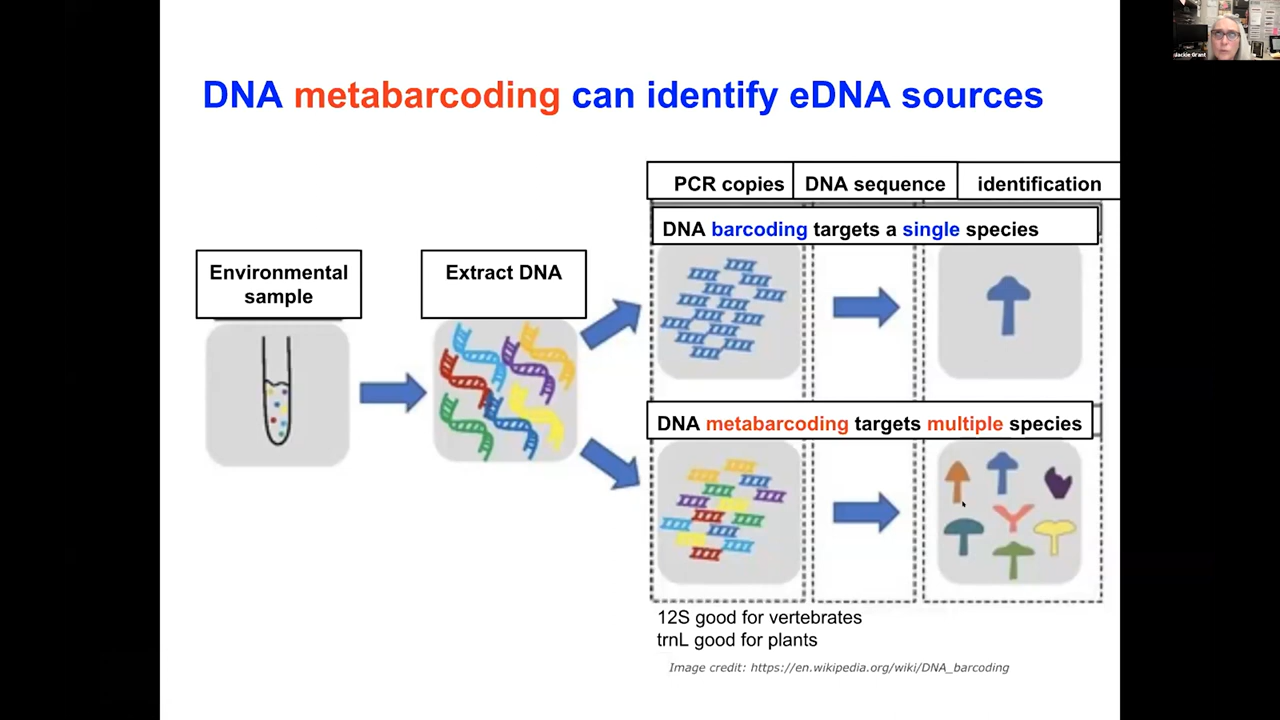 DNA metabarcoding can identify eDNA sources
PCR copies
DNA sequence
identification
DNA barcoding targets a single species
Environmental
sample
Extract DNA
DNA metabarcoding targets multiple species
12S good for vertebrates
trnL good for plants
Image credit: https://en.wikipedia.org/wiki/DNA_barcoding
Jackie Grant